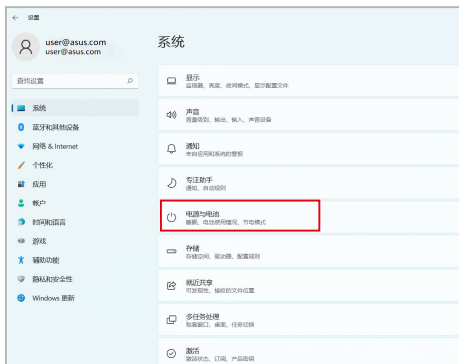 设置
user@asus.com
user@asus.com
查找设置
系统
蓝牙和其他设备
网络 & Internet
个性化
应用
帐户
时间和语言
游戏
辅助功能
隐私和安全性
Windows 更新
系统
显示
监视器、亮度、夜间模式、显示配置文件
声音
音量级别、输出、输入、声音设备
通知
来自应用和系统的警报
专注助手
通知、自动规则
电源与电池
睡眠、电池使用情况、节电模式
存储
存储空间、驱动器、配置规则
就近共享
可发现性、接收的文件位置
多任务处理
贴靠窗口、桌面、任务切换
激活
激活状态、订阅、产品密钥